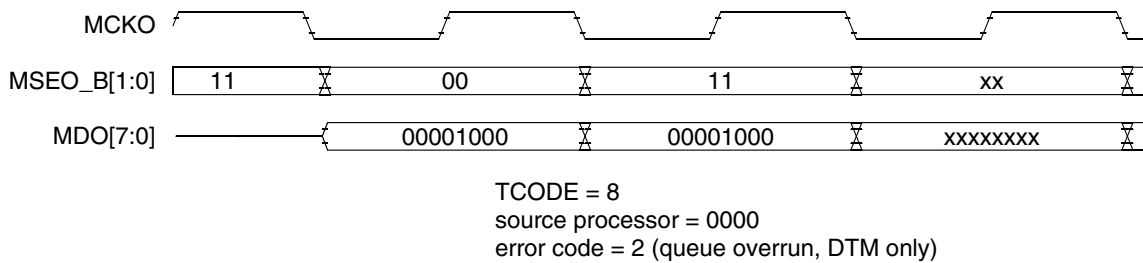 MCKO
MSEO_B[1:0] 11 00 11 xx
MDO[7:0] 00001000 00001000 xxxxxxxx
TCODE = 8
source processor = 0000
error code = 2 (queue overrun, DTM only)